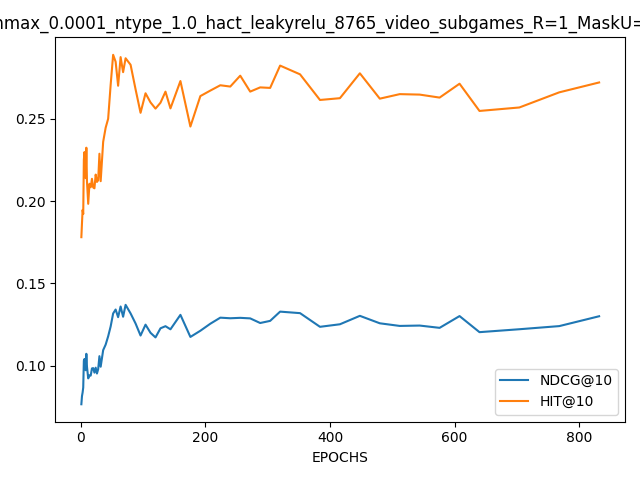 max_0.0001_ntype_1.0_hact_leakyrelu_8765_video_subgames_R=1_MaskU=
0.25
0.20
0.15
0.10
NDCG@10
HIT@10
0 200 400 600 800
EPOCHS